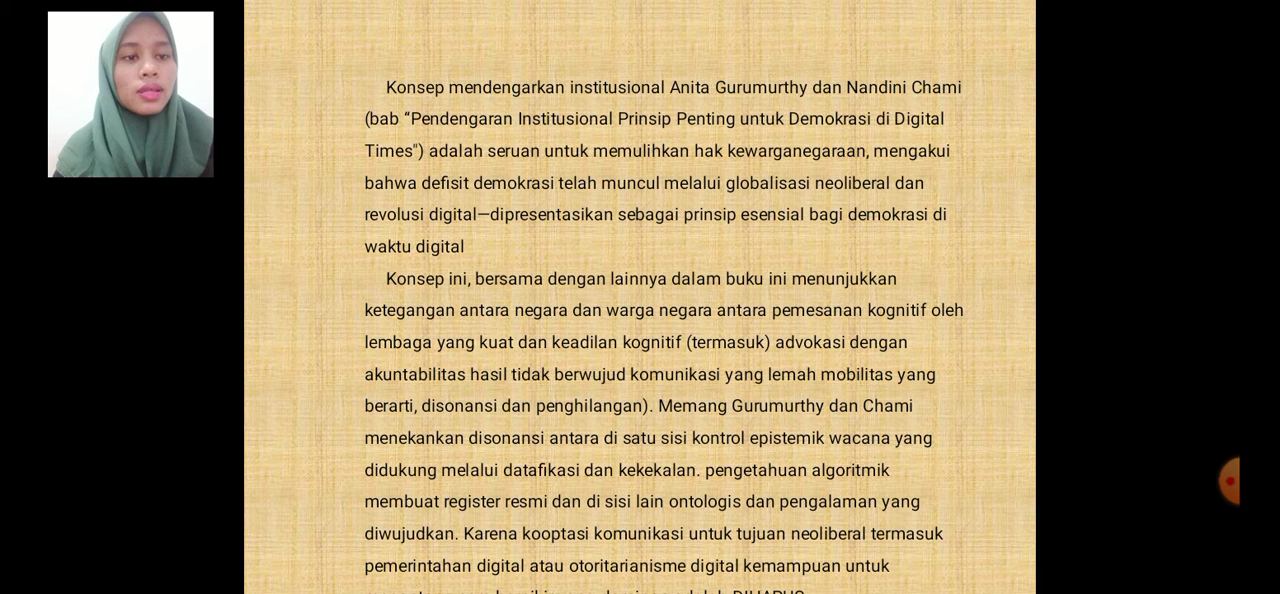 Konsep mendengarkan institusional Anita Gurumurthy dan Nandini Chami
(bab “Pendengaran Institusional Prinsip Penting untuk Demokrasi di Digital
Times") adalah seruan untuk memulihkan hak kewarganegaraan, mengakui
bahwa defisit demokrasi telah muncul melalui globalisasi neoliberal dan
revolusi digital—dipresentasikan sebagai prinsip esensial bagi demokrasi di
waktu digital
Konsep ini, bersama dengan lainnya dalam buku ini menunjukkan
ketegangan antara negara dan warga negara antara pemesanan kognitif oleh
lembaga yang kuat dan keadilan kognitif (termasuk) advokasi dengan
akuntabilitas hasil tidak berwujud komunikasi yang lemah mobilitas yang
berarti, disonansi dan penghilangan). Memang Gurumurthy dan Chami
menekankan disonansi antara di satu sisi kontrol epistemik wacana yang
didukung melalui datafikasi dan kekekalan. pengetahuan algoritmik
membuat register resmi dan di sisi lain ontologis dan pengalaman yang
diwujudkan. Karena kooptasi komunikasi untuk tujuan neoliberal termasuk
pemerintahan digital atau otoritarianisme digital kemampuan untuk